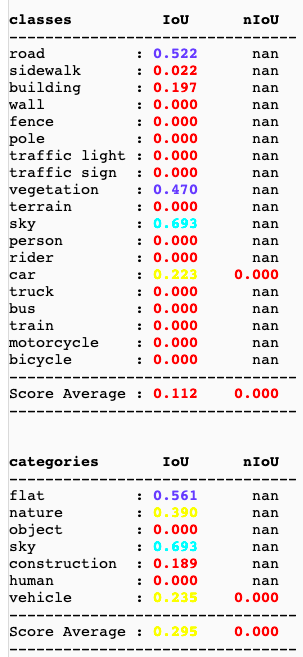 classes IoU nIoU
--------------------------------
road : 0.522 nan
sidewalk : 0.022 nan
building : 0.197 nan
wall : 0.000 nan
fence : 0.000 nan
pole : 0.000 nan
traffic light : 0.000 nan
traffic sign : 0.000 nan
vegetation : 0.470 nan
terrain : 0.000 nan
sky : 0.693 nan
person : 0.000 nan
rider : 0.000 nan
car : 0.223 0.000
truck : 0.000 nan
bus : 0.000 nan
train : 0.000 nan
motorcycle : 0.000 nan
bicycle : 0.000 nan
--------------------------------
Score Average : 0.112 0.000
--------------------------------
categories IoU nIoU
--------------------------------
flat : 0.561 nan
nature : 0.390 nan
object : 0.000 nan
sky : 0.693 nan
construction : 0.189 nan
human : 0.000 nan
vehicle : 0.235 0.000
--------------------------------
Score Average : 0.295 0.000
--------------------------------